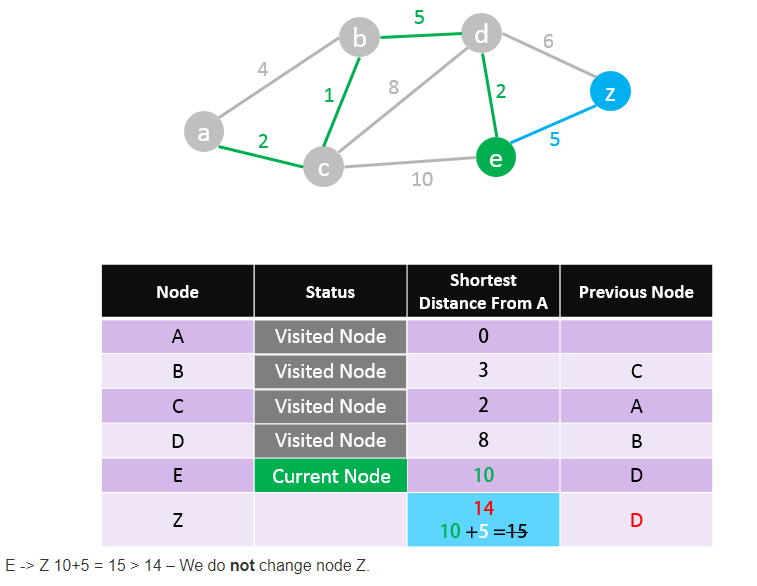 5
b
d
6
4
z
1
8
2
a
2
5
e
c
10
Node Status Shortest Distance From A Previous Node
A Visited Node 0
B Visited Node 3 C
C Visited Node 2 A
D Visited Node 8 B
E Current Node 10 D
Z 14 D
10 +5 =15
E -> Z 10+5 = 15 > 14 – We do not change node Z.